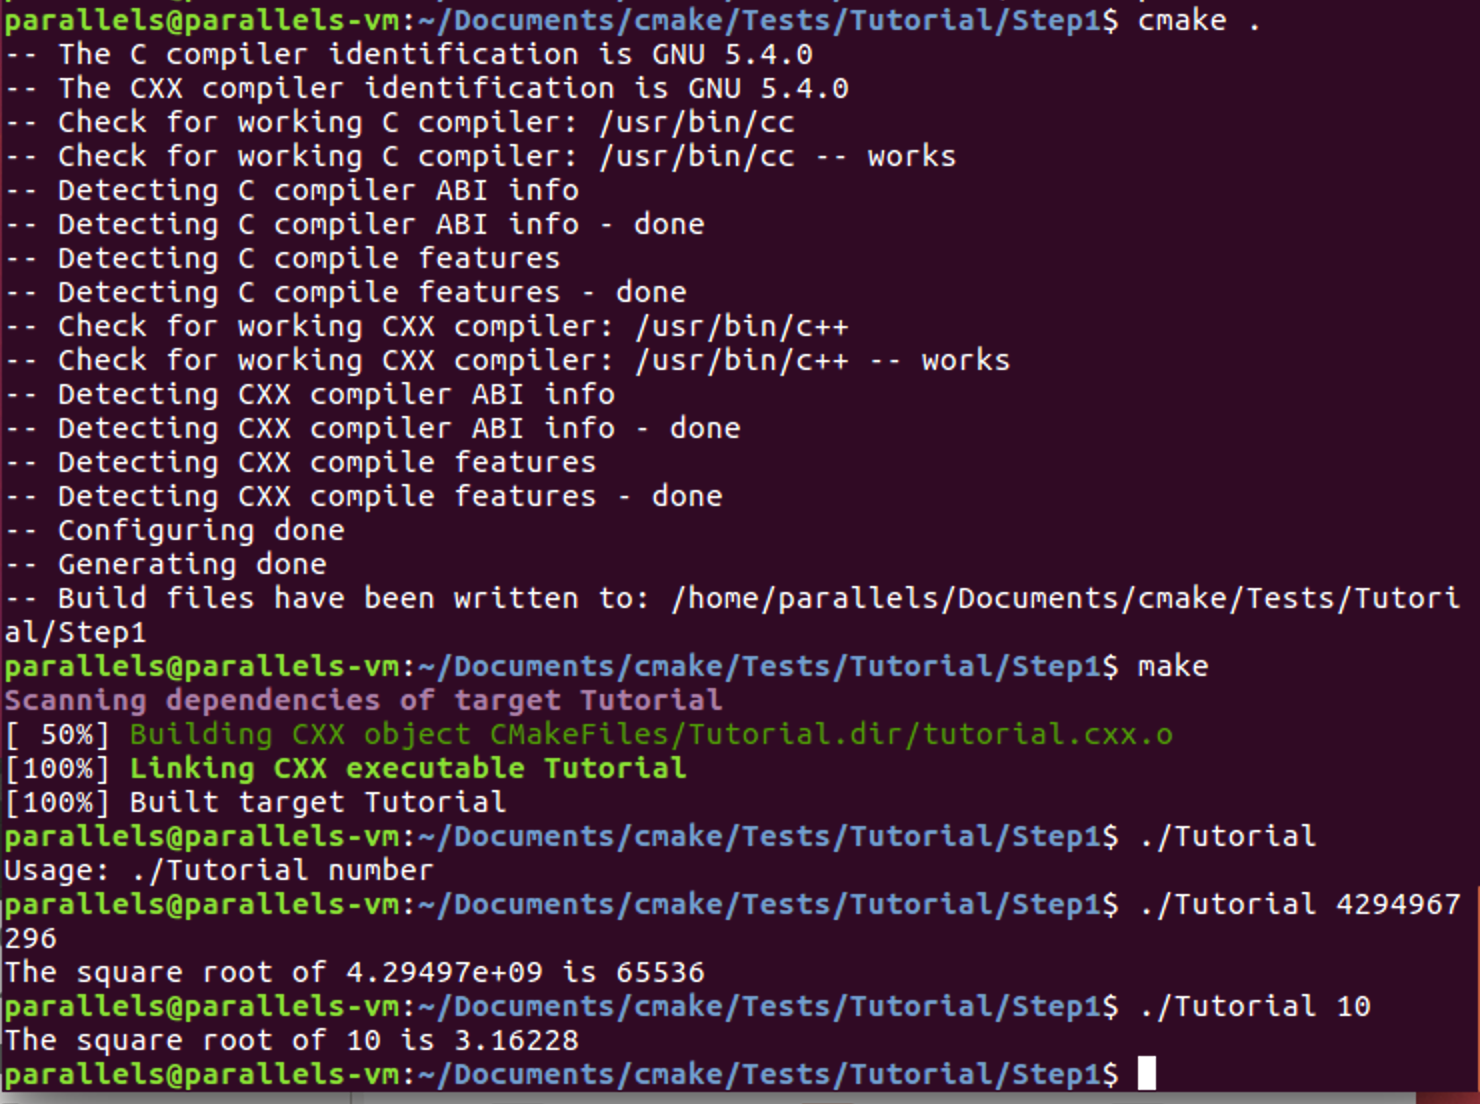 parallels@parallels-vm:~/Documents/cmake/Tests/Tutorial/Step1$ cmake .
-- The C compiler identification is GNU 5.4.0
-- The CXX compiler identification is GNU 5.4.0
-- Check for working C compiler: /usr/bin/cc
-- Check for working C compiler: /usr/bin/cc -- works
-- Detecting C compiler ABI info
-- Detecting C compiler ABI info - done
-- Detecting C compile features
-- Detecting C compile features - done
-- Check for working CXX compiler: /usr/bin/c++
-- Check for working CXX compiler: /usr/bin/c++ -- works
-- Detecting CXX compiler ABI info
-- Detecting CXX compiler ABI info - done
-- Detecting CXX compile features
-- Detecting CXX compile features - done
-- Configuring done
-- Generating done
-- Build files have been written to: /home/parallels/Documents/cmake/Tests/Tutori
al/Step1
parallels@parallels-vm:~/Documents/cmake/Tests/Tutorial/Step1$ make
Scanning dependencies of target Tutorial
[ 50%] Building CXX object CMakeFiles/Tutorial.dir/tutorial.cxx.o
[100%] Linking CXX executable Tutorial
[100%] Built target Tutorial
parallels@parallels-vm:~/Documents/cmake/Tests/Tutorial/Step1$ ./Tutorial
Usage: ./Tutorial number
parallels@parallels-vm:~/Documents/cmake/Tests/Tutorial/Step1$ ./Tutorial 4294967
296
The square root of 4.29497e+09 is 65536
parallels@parallels-vm:~/Documents/cmake/Tests/Tutorial/Step1$ ./Tutorial 10
The square root of 10 is 3.16228
parallels@parallels-vm:~/Documents/cmake/Tests/Tutorial/Step1$